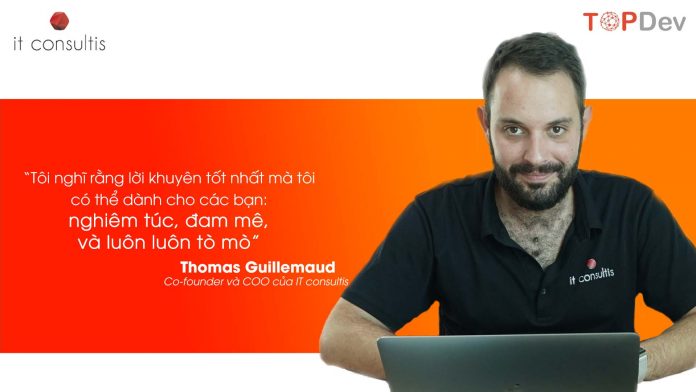 it consultis
TOPDev
“Tôi nghĩ rằng lời khuyên tốt nhất mà tôi
có thể dành cho các bạn:
nghiêm túc, đam mê,
và luôn luôn tò mò”
Thomas Guillemaud
Co-founder và COO của IT consultis
it consultis